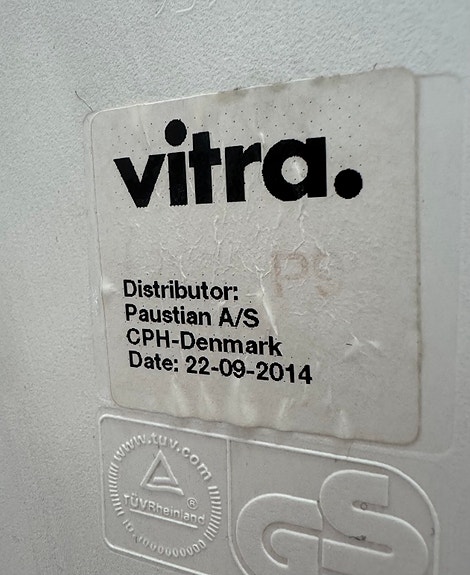 vitra.
Distributor:
Paustian A/S
CPH-Denmark
Date: 22-09-2014
www.tuv.com
TÜVRheinland
®
GS